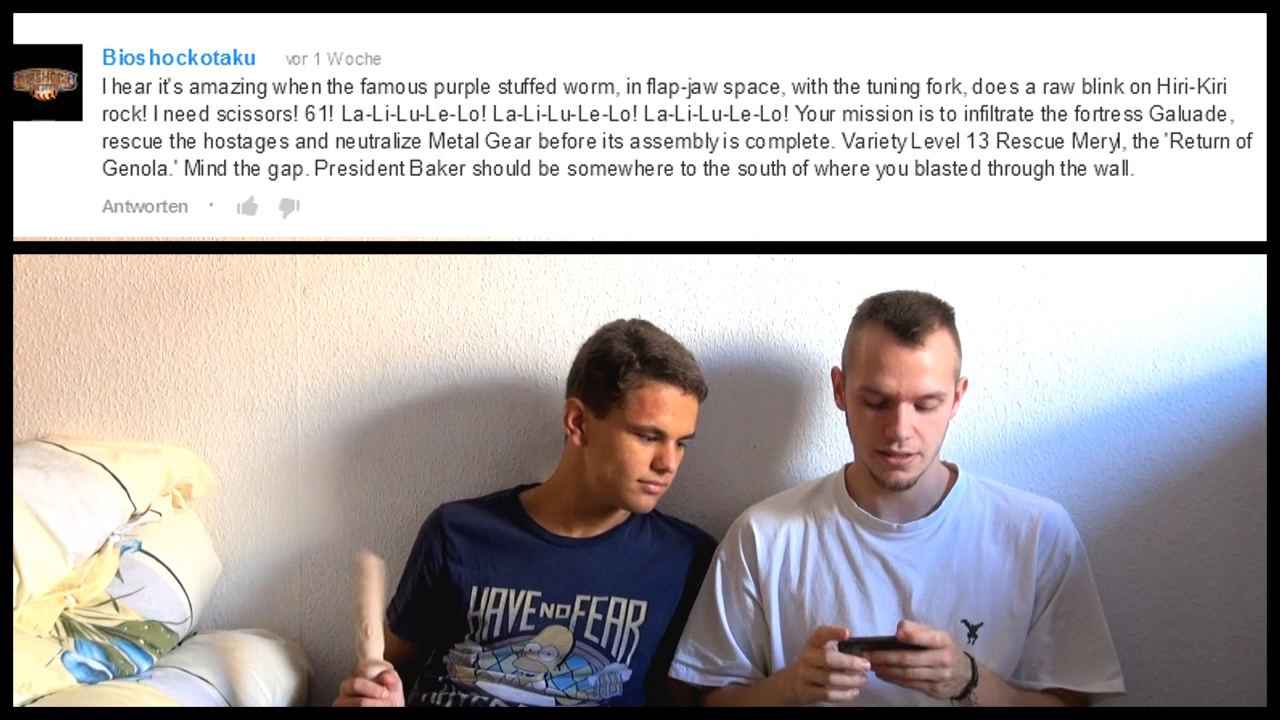 Bioshockotaku vor 1 Woche
I hear it's amazing when the famous purple stuffed worm, in flap-jaw space, with the tuning fork, does a raw blink on Hiri-Kiri
rock! I need scissors! 61! La-Li-Lu-Le-Lo! La-Li-Lu-Le-Lo! La-Li-Lu-Le-Lo! Your mission is to infiltrate the fortress Galuade,
rescue the hostages and neutralize Metal Gear before its assembly is complete. Variety Level 13 Rescue Meryl, the 'Return of
Genola.' Mind the gap. President Baker should be somewhere to the south of where you blasted through the wall.
Antworten
HAVE NO FEAR